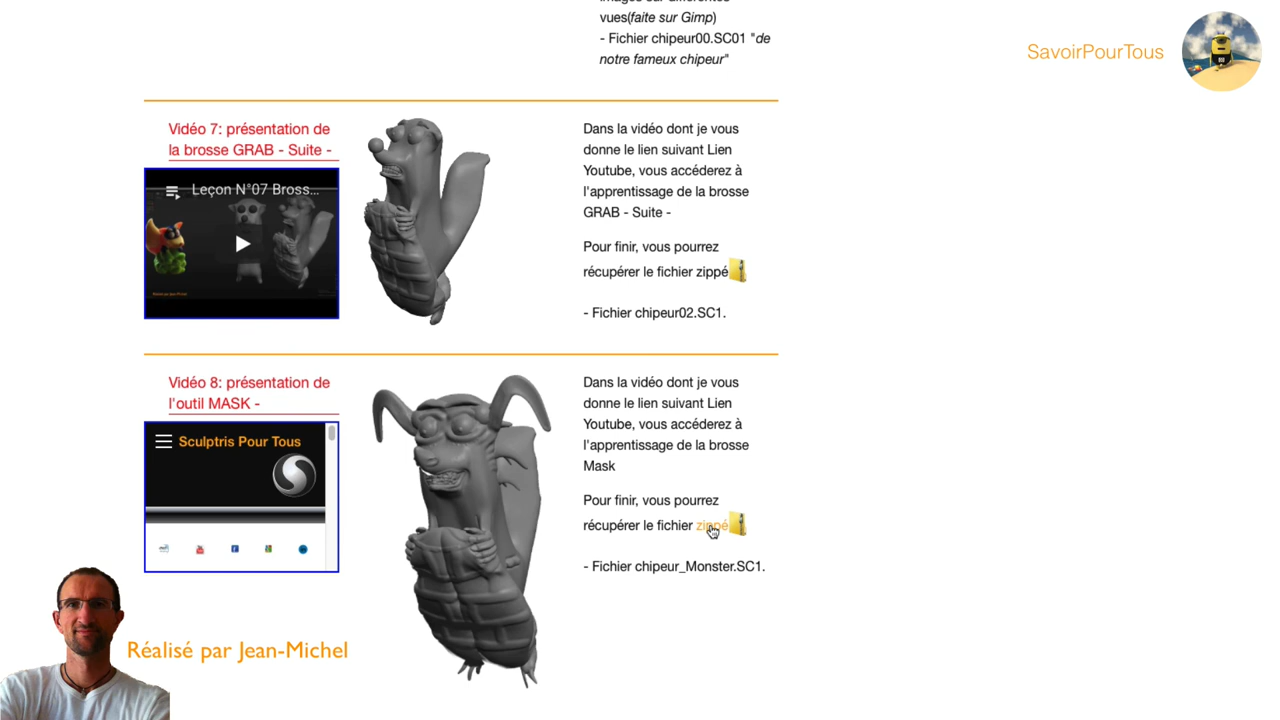 images sur différentes
vues(faite sur Gimp)
- Fichier chipeur00.SC01 "de
notre fameux chipeur"
SavoirPourTous
Vidéo 7: présentation de
la brosse GRAB - Suite -
Leçon N°07 Bross...
Dans la vidéo dont je vous
donne le lien suivant Lien
Youtube, vous accéderez à
l'apprentissage de la brosse
GRAB - Suite -
Pour finir, vous pourrez
récupérer le fichier zippé
- Fichier chipeur02.SC1.
Vidéo 8: présentation de
l'outil MASK -
Sculptris Pour Tous
Dans la vidéo dont je vous
donne le lien suivant Lien
Youtube, vous accéderez à
l'apprentissage de la brosse
Mask
Pour finir, vous pourrez
récupérer le fichier zippé
- Fichier chipeur_Monster.SC1.
Réalisé par Jean-Michel